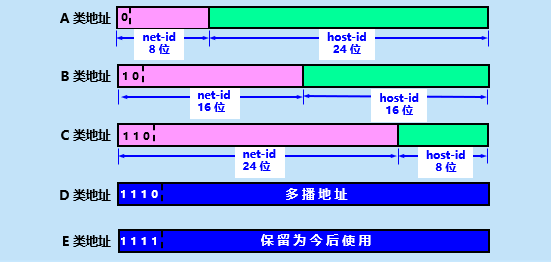 A 类地址
0
net-id
8 位
host-id
24 位
B 类地址
1 0
net-id
16 位
host-id
16 位
C 类地址
1 1 0
net-id
24 位
host-id
8 位
D 类地址
1 1 1 0
多播地址
E 类地址
1 1 1 1
保留为今后使用